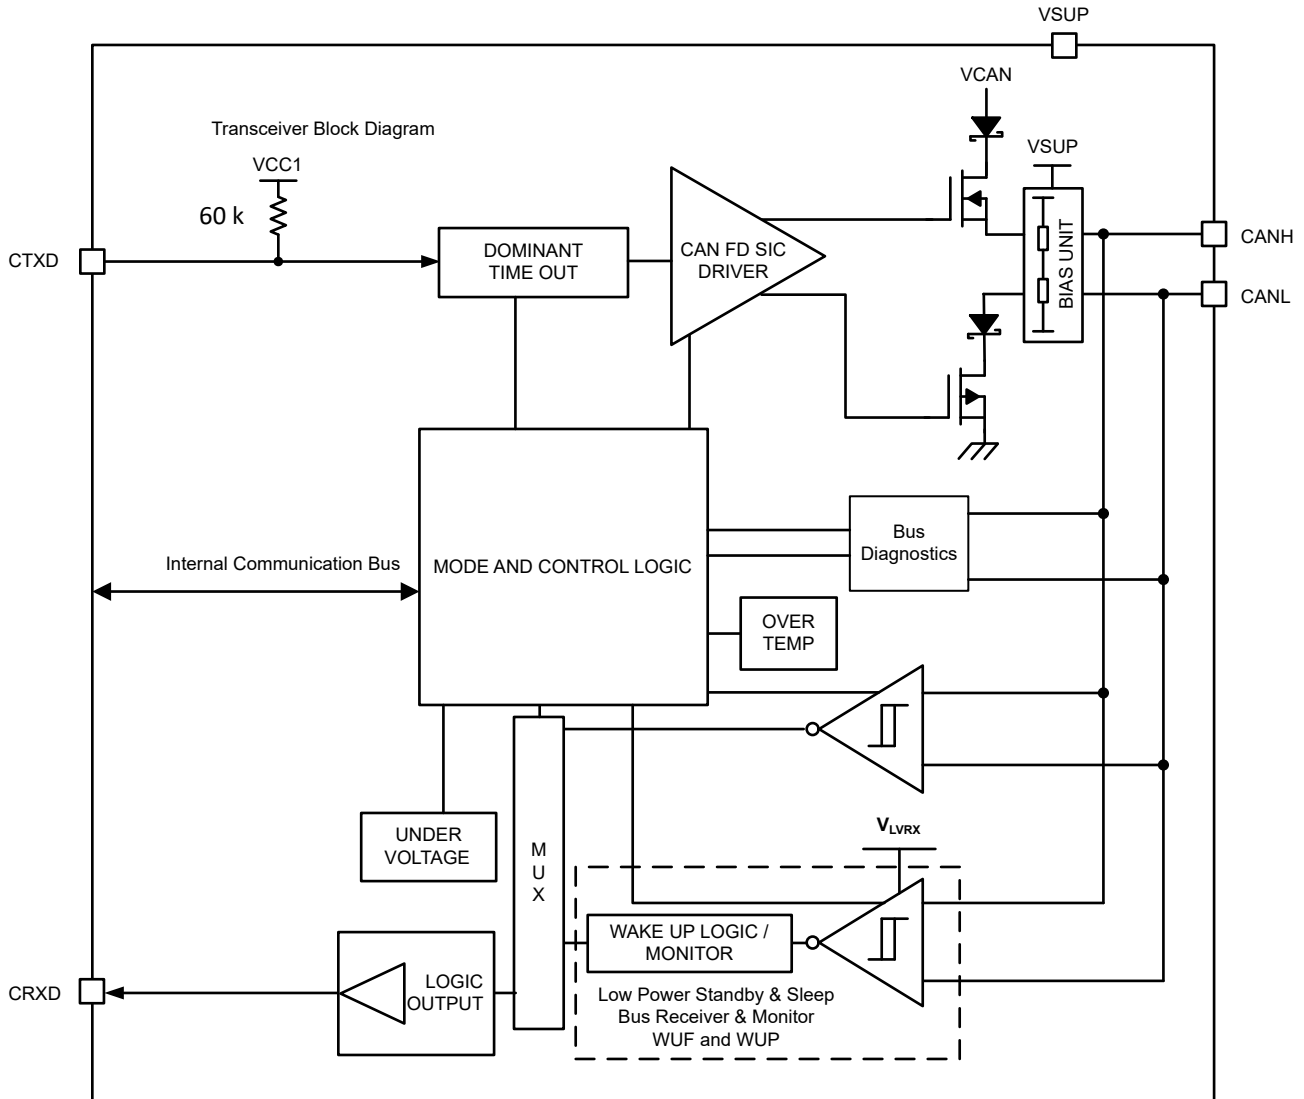 VSUP
VCAN
Transceiver Block Diagram
VCC1
VSUP
60 k
CTXD
DOMINANT
TIME OUT
CAN FD SIC
DRIVER
BIAS UNIT
CANH
CANL
Internal Communication Bus
MODE AND CONTROL LOGIC
Bus
Diagnostics
OVER
TEMP
UNDER
VOLTAGE
M
U
X
VLVRX
WAKE UP LOGIC /
MONITOR
Low Power Standby & Sleep
Bus Receiver & Monitor
WUF and WUP
CRXD
LOGIC
OUTPUT